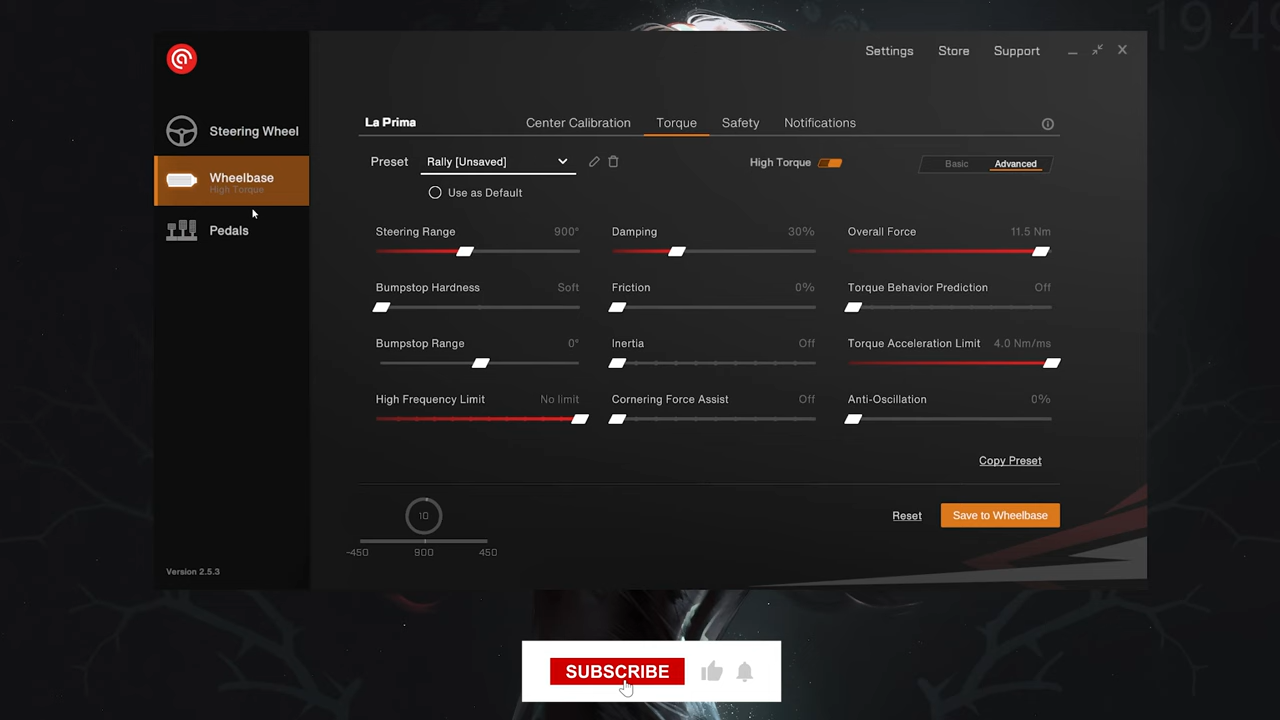 19 49
Settings Store Support
Steering Wheel
Wheelbase
High Torque
Pedals
La Prima Center Calibration Torque Safety Notifications
Preset Rally [Unsaved] High Torque Basic Advanced
Use as Default
Steering Range 900° Damping 30% Overall Force 11.5 Nm
Bumpstop Hardness Soft Friction 0% Torque Behavior Prediction Off
Bumpstop Range 0° Inertia Off Torque Acceleration Limit 4.0 Nm/ms
High Frequency Limit No limit Cornering Force Assist Off Anti-Oscillation 0%
Copy Preset
10
Reset Save to Wheelbase
-450 900 450
Version 2.5.3
SUBSCRIBE